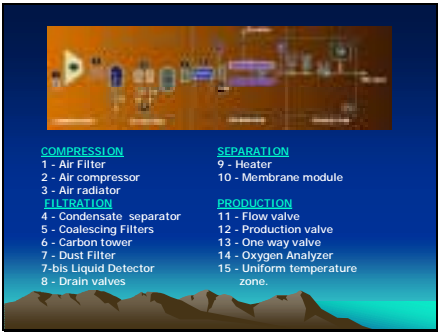 COMPRESSION
1 - Air Filter
2 - Air compressor
3 - Air radiator
FILTRATION
4 - Condensate separator
5 - Coalescing Filters
6 - Carbon tower
7 - Dust Filter
7-bis Liquid Detector
8 - Drain valves
SEPARATION
9 - Heater
10 - Membrane module
PRODUCTION
11 - Flow valve
12 - Production valve
13 - One way valve
14 - Oxygen Analyzer
15 - Uniform temperature
zone.